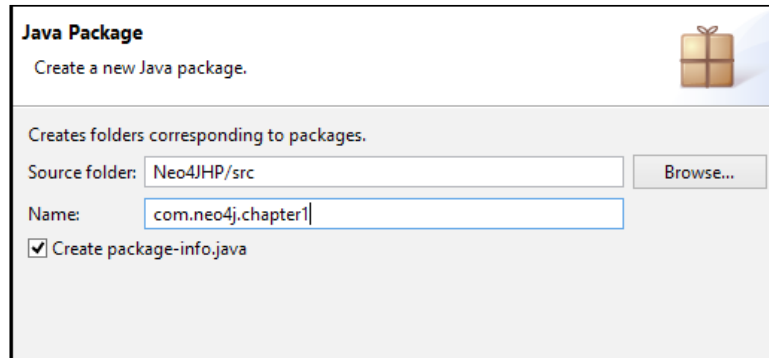 Java Package
Create a new Java package.
Creates folders corresponding to packages.
Source folder: Neo4JHP/src Browse...
Name: com.neo4j.chapter1
Create package-info.java